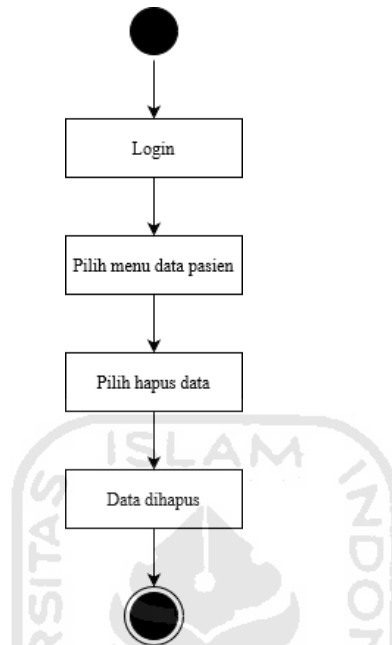 Login
Pilih menu data pasien
Pilih hapus data
ISLAM
Data dihapus